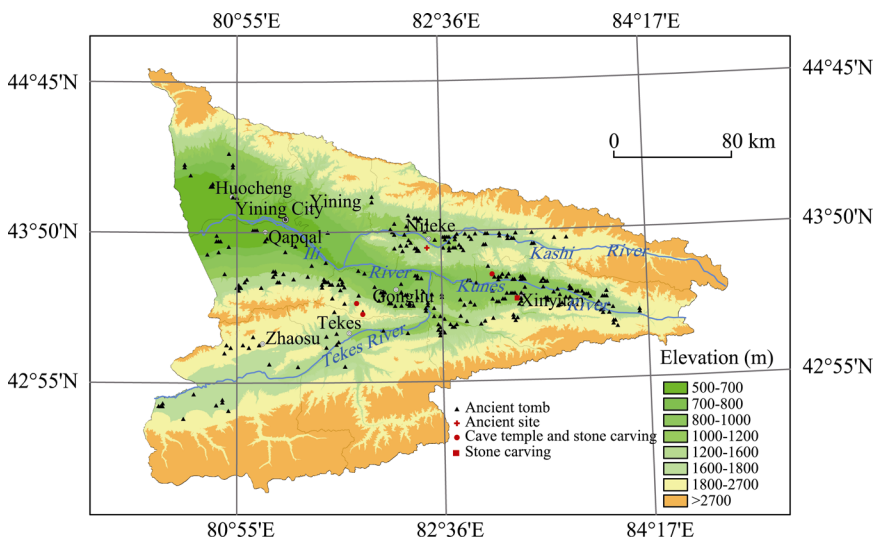 80°55'E 82°36'E 84°17'E
44°45'N 44°45'N
0 80 km
Huocheng
Yining City Yining
43°50'N 43°50'N
Nileke
Qapqal
Ili River
Kashi River
Kunes River
Gongliu
Xinyuan
Tekes
Zhaosu
Tekes River
42°55'N 42°55'N
Elevation (m)
500-700
700-800
800-1000
1000-1200
1200-1600
1600-1800
1800-2700
>2700
Ancient tomb
Ancient site
Cave temple and stone carving
Stone carving
80°55'E 82°36'E 84°17'E